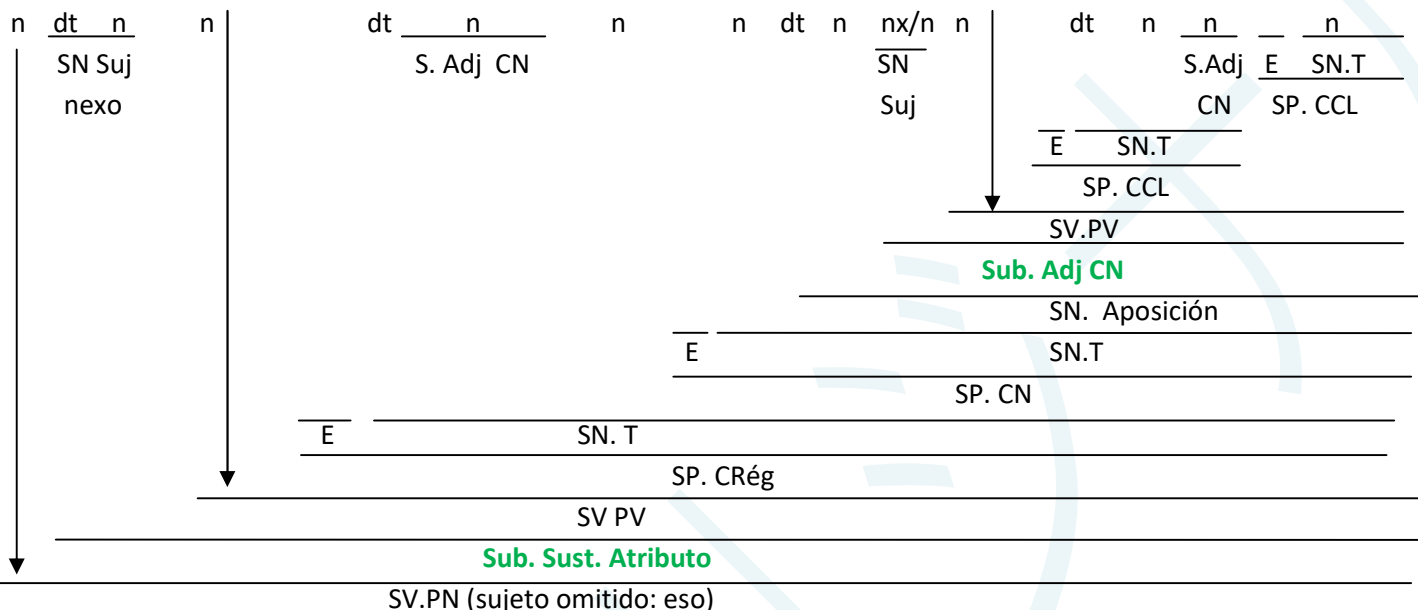 n dt n n dt n n n dt n nx/n n dt n n n
SN Suj S. Adj CN SN S.Adj E SN.T
nexo Suj CN SP. CCL
E SN.T
SP. CCL
SV.PV
Sub. Adj CN
SN. Aposición
E SN.T
SP. CN
E SN. T
SP. CRég
SV PV
Sub. Sust. Atributo
SV.PN (sujeto omitido: eso)